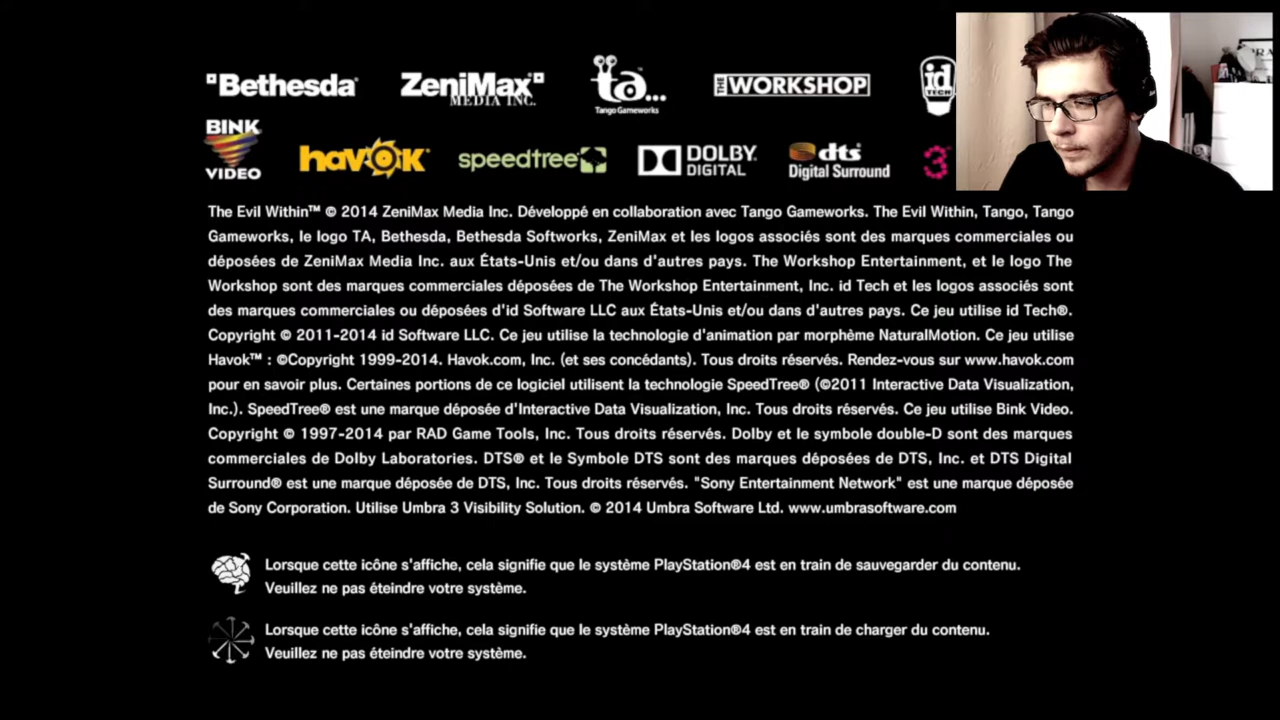 Bethesda ZeniMax MEDIA INC. ta... Tango Gameworks THE WORKSHOP id TECH
BINK VIDEO havok speedtree DOLBY DIGITAL dts Digital Surround 3
The Evil Within™ © 2014 ZeniMax Media Inc. Développé en collaboration avec Tango Gameworks. The Evil Within, Tango, Tango
Gameworks, le logo TA, Bethesda, Bethesda Softworks, ZeniMax et les logos associés sont des marques commerciales ou
déposées de ZeniMax Media Inc. aux États-Unis et/ou dans d'autres pays. The Workshop Entertainment, et le logo The
Workshop sont des marques commerciales déposées de The Workshop Entertainment, Inc. id Tech et les logos associés sont
des marques commerciales ou déposées d'id Software LLC aux États-Unis et/ou dans d'autres pays. Ce jeu utilise id Tech®.
Copyright © 2011-2014 id Software LLC. Ce jeu utilise la technologie d'animation par morphème NaturalMotion. Ce jeu utilise
Havok™ : ©Copyright 1999-2014. Havok.com, Inc. (et ses concédants). Tous droits réservés. Rendez-vous sur www.havok.com
pour en savoir plus. Certaines portions de ce logiciel utilisent la technologie SpeedTree® (©2011 Interactive Data Visualization,
Inc.). SpeedTree® est une marque déposée d'Interactive Data Visualization, Inc. Tous droits réservés. Ce jeu utilise Bink Video.
Copyright © 1997-2014 par RAD Game Tools, Inc. Tous droits réservés. Dolby et le symbole double-D sont des marques
commerciales de Dolby Laboratories. DTS® et le Symbole DTS sont des marques déposées de DTS, Inc. et DTS Digital
Surround® est une marque déposée de DTS, Inc. Tous droits réservés. "Sony Entertainment Network" est une marque déposée
de Sony Corporation. Utilise Umbra 3 Visibility Solution. © 2014 Umbra Software Ltd. www.umbrasoftware.com
Lorsque cette icône s'affiche, cela signifie que le système PlayStation®4 est en train de sauvegarder du contenu.
Veuillez ne pas éteindre votre système.
Lorsque cette icône s'affiche, cela signifie que le système PlayStation®4 est en train de charger du contenu.
Veuillez ne pas éteindre votre système.